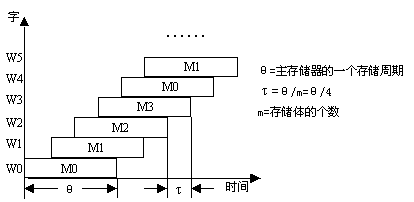 字
......
W5 M1
W4 M0
W3 M3
W2 M2
W1 M1
W0 M0
θ τ 时间
θ=主存储器的一个存储周期
τ=θ/m=θ/4
m=存储体的个数